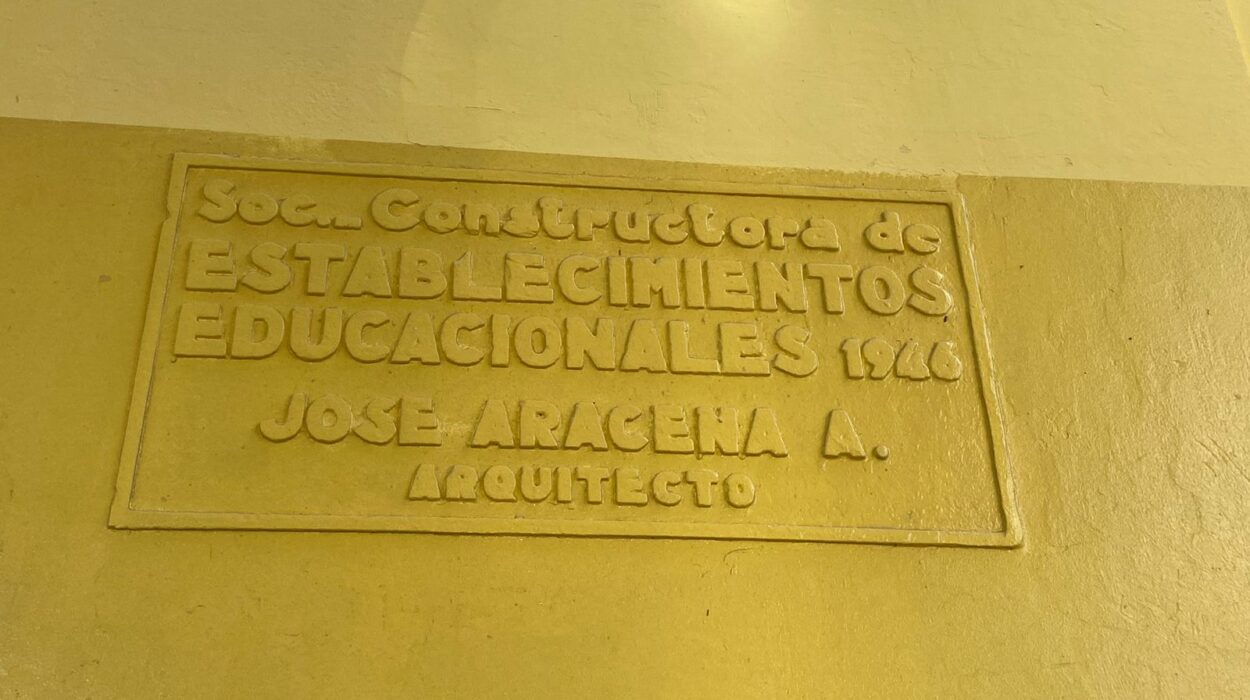 Soc. Constructora de
ESTABLECIMIENTOS
EDUCACIONALES 1946
JOSE ARACENA A.
ARQUITECTO